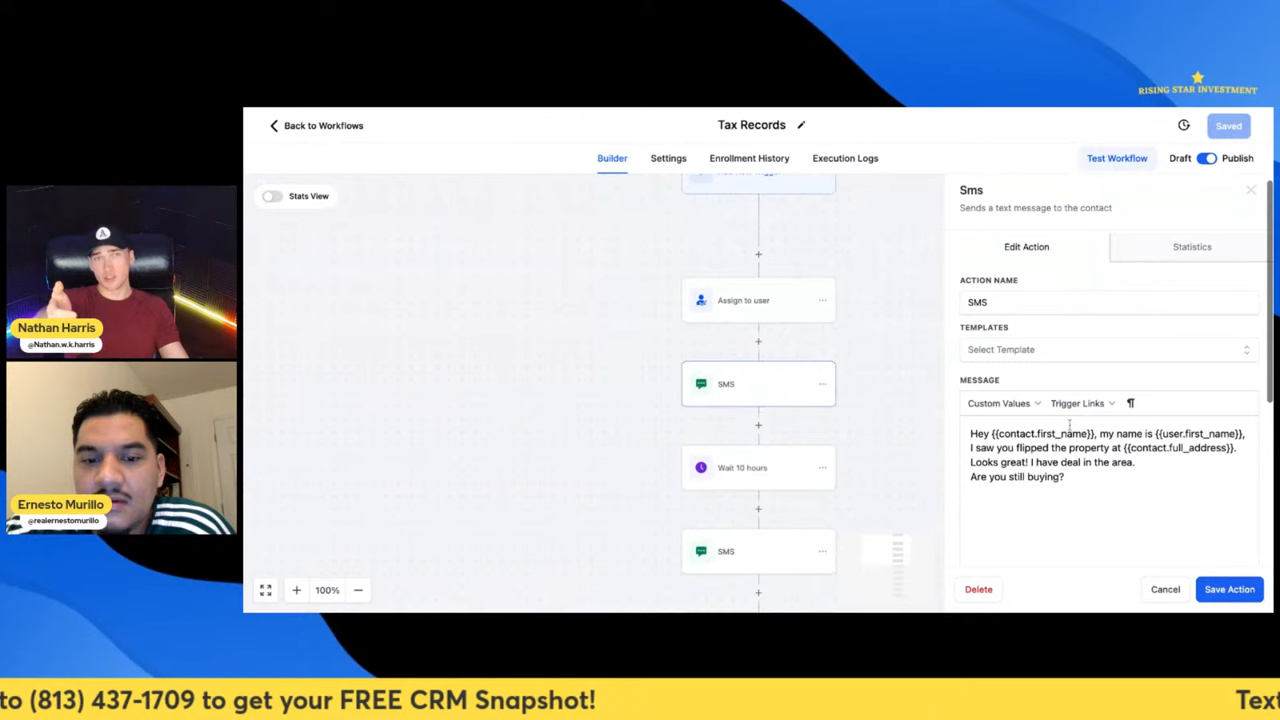 RISING STAR INVESTMENT
Back to Workflows
Tax Records
Saved
Builder
Settings
Enrollment History
Execution Logs
Test Workflow
Draft
Publish
Stats View
Sms
Sends a text message to the contact
Edit Action
Statistics
ACTION NAME
SMS
TEMPLATES
Select Template
MESSAGE
Custom Values
Trigger Links
¶
Hey {{contact.first_name}}, my name is {{user.first_name}},
I saw you flipped the property at {{contact.full_address}}.
Looks great! I have deal in the area.
Are you still buying?
Assign to user
SMS
Wait 10 hours
SMS
100%
Delete
Cancel
Save Action
Nathan Harris
@Nathan.w.k.harris
Ernesto Murillo
@realernestomurillo
to (813) 437-1709 to get your FREE CRM Snapshot!
Text